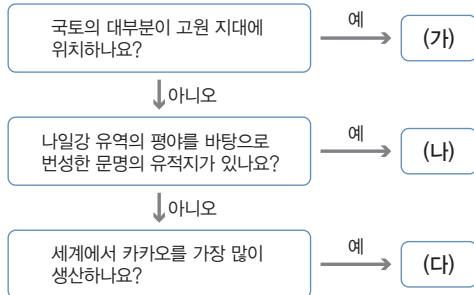 국토의 대부분이 고원 지대에
위치하나요?
예
(가)
아니오
나일강 유역의 평야를 바탕으로
번성한 문명의 유적지가 있나요?
예
(나)
아니오
세계에서 카카오를 가장 많이
생산하나요?
예
(다)